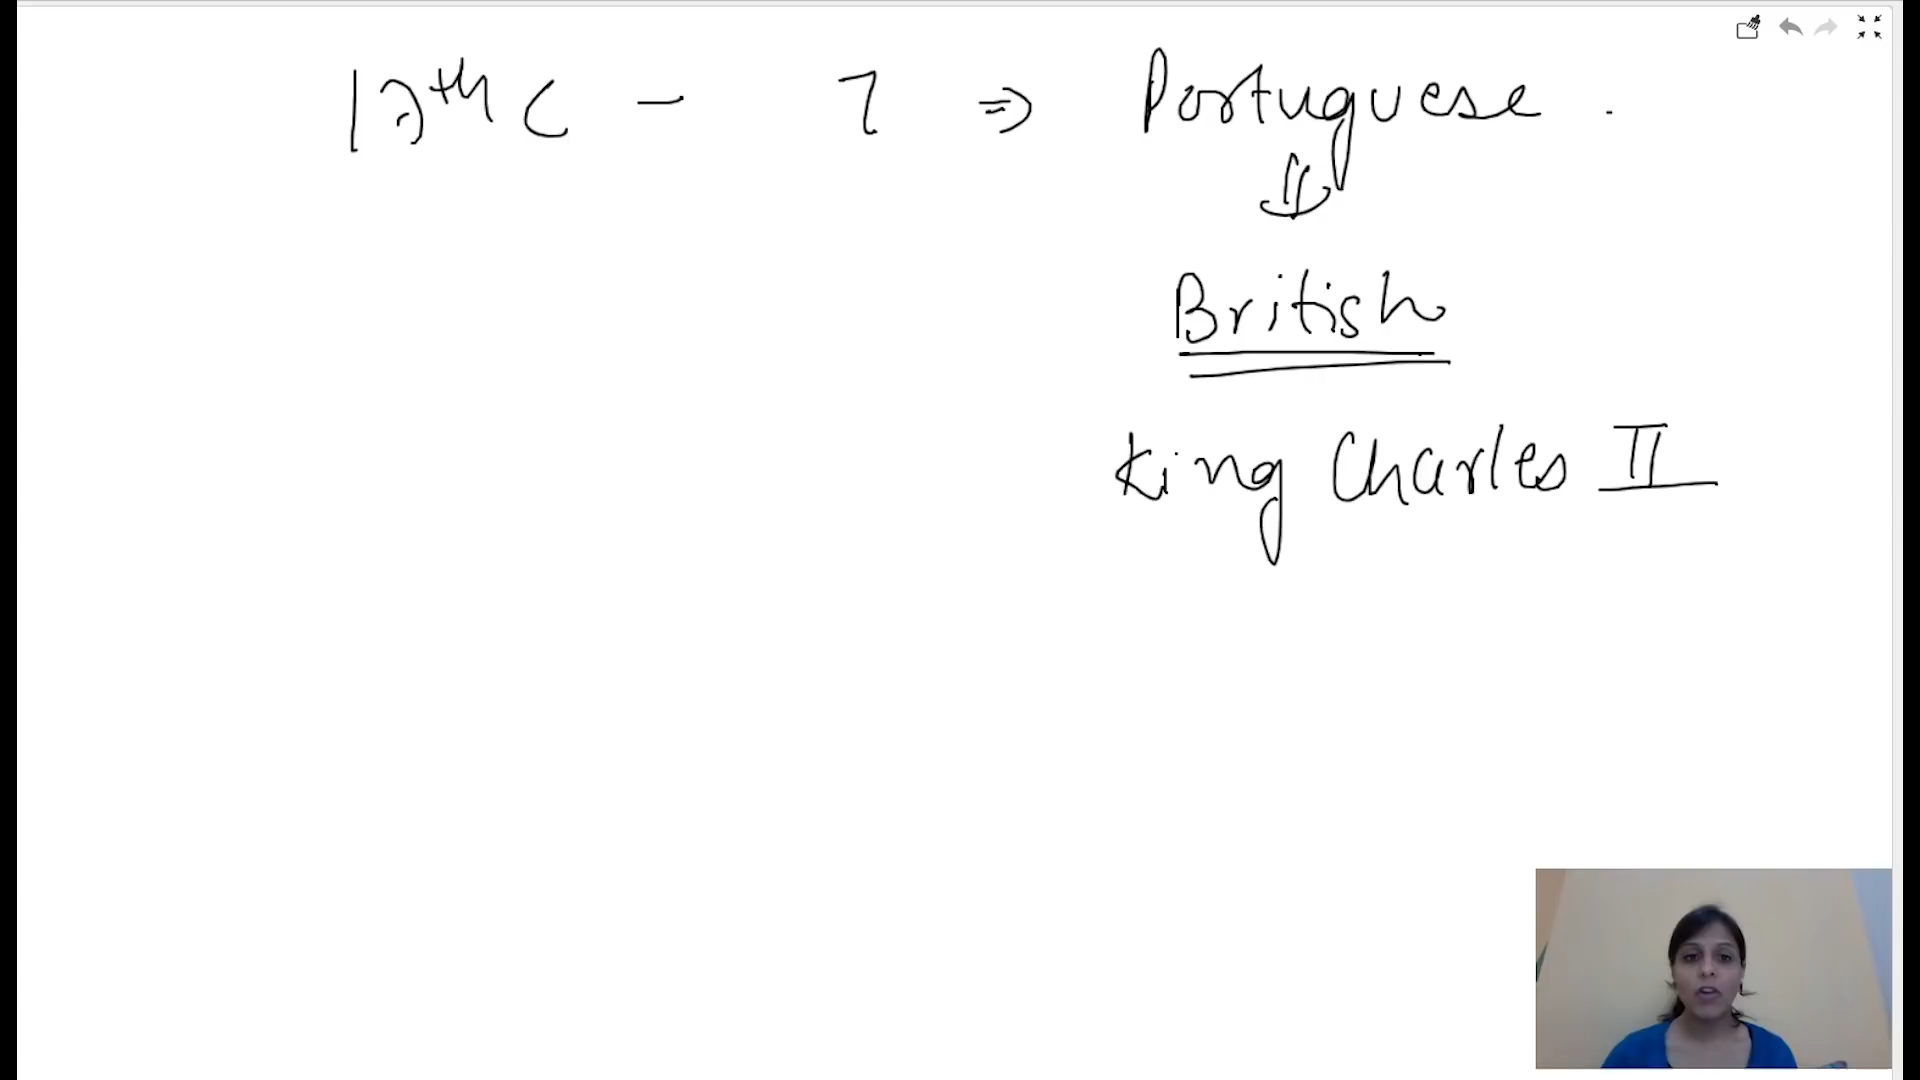 17th C - 7 ⇒ Portuguese .
⇓
British
King Charles II